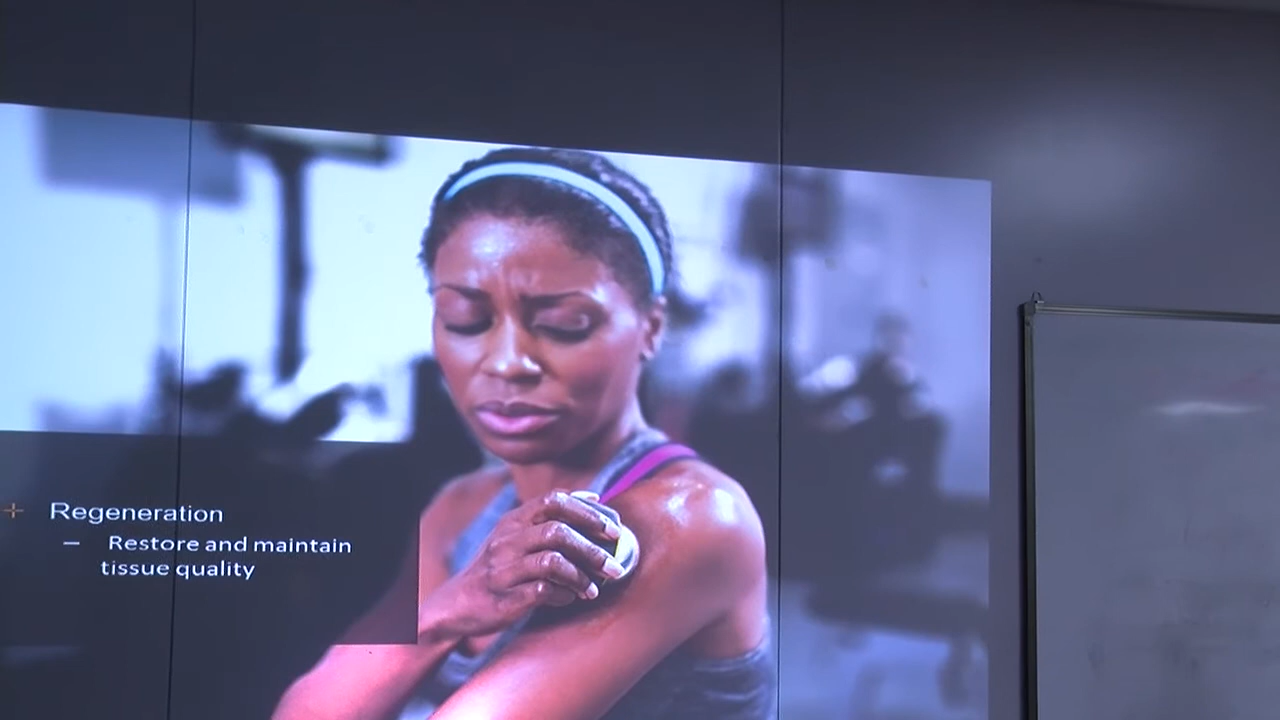 Regeneration
– Restore and maintain
tissue quality